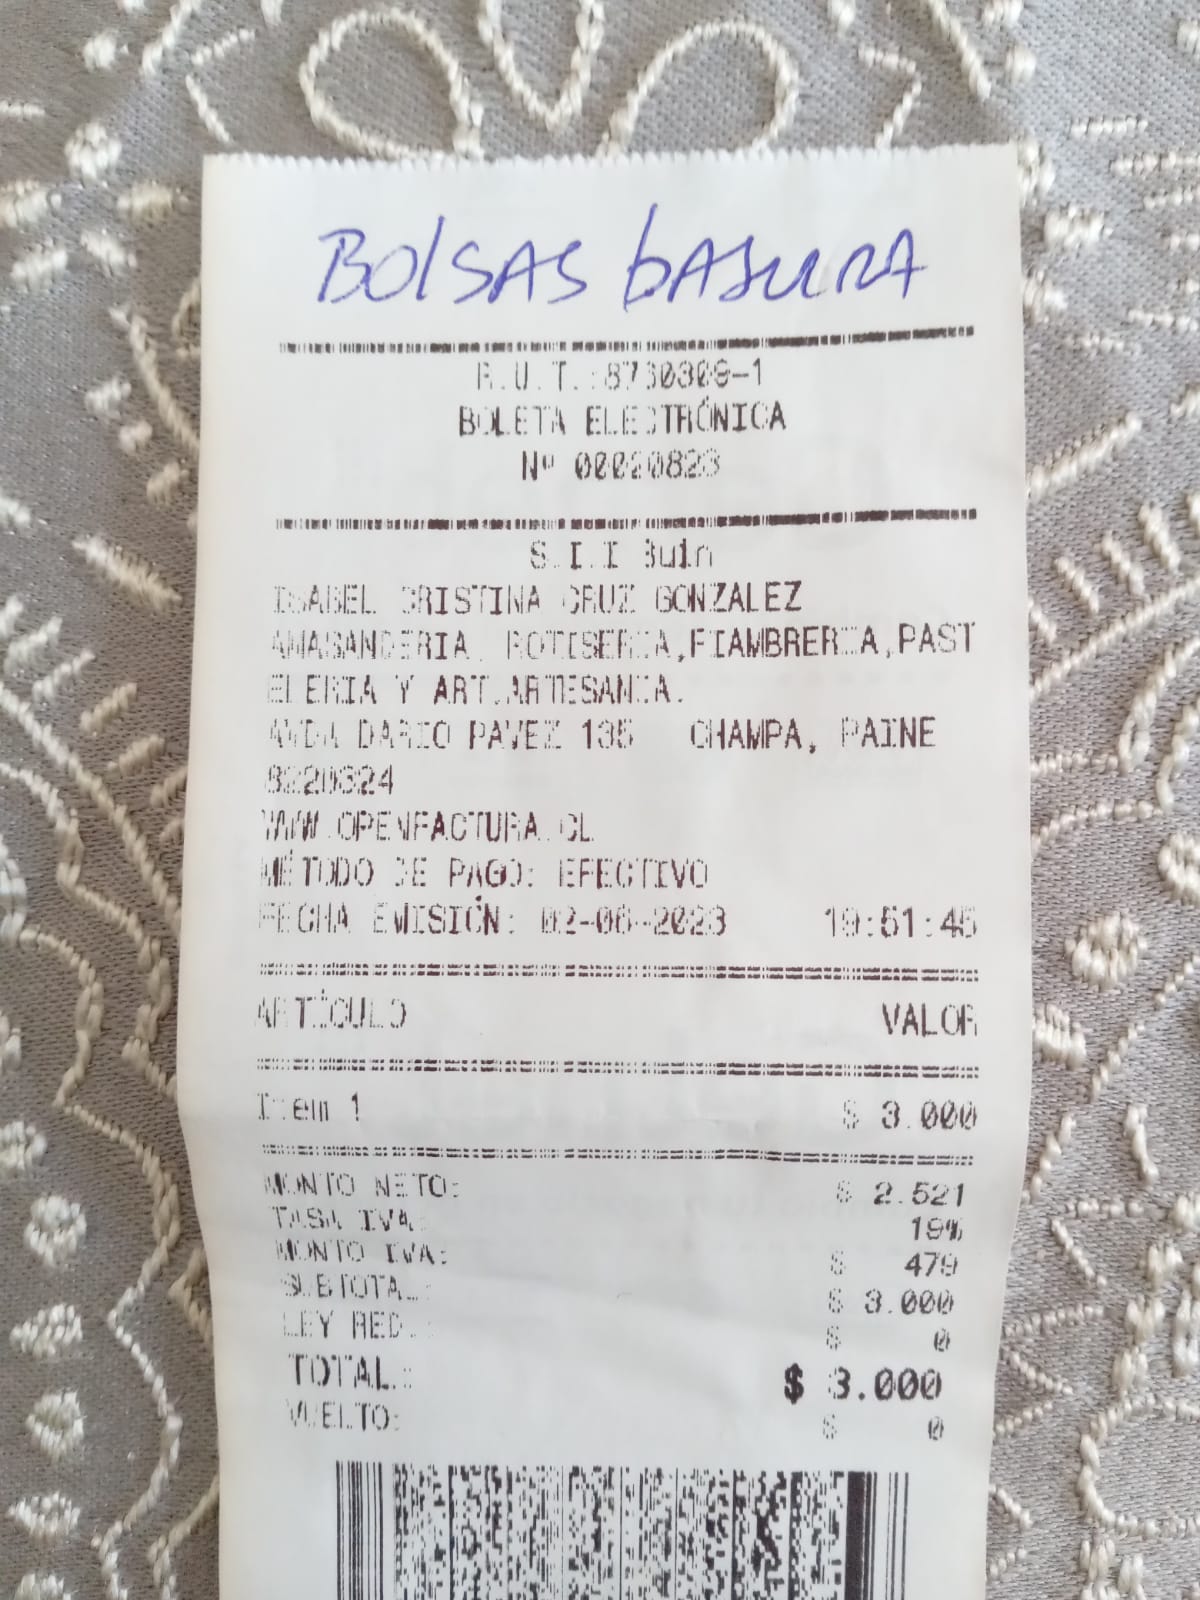 BOLSAS bASURA
R.U.T.:8730309-1
BOLETA ELECTRÓNICA
Nº 00020823
S.I.I Buin
ISABEL CRISTINA CRUZ GONZALEZ
AMASANDERIA, ROTISERIA,FIAMBRERIA,PAST
ELERIA Y ART.ARTESANIA.
AVDA DARIO PAVEZ 135 CHAMPA, PAINE
WWW.OPENFACTURA.CL
MÉTODO DE PAGO: EFECTIVO
FECHA EMISIÓN: 02-06-2023 19:51:45
ARTÍCULO VALOR
Item 1 $ 3.000
MONTO NETO: $ 2.521
TASA IVA: 19%
MONTO IVA: $ 479
SUBTOTAL: $ 3.000
LEY RED.: $ 0
TOTAL: $ 3.000
VUELTO: $ 0